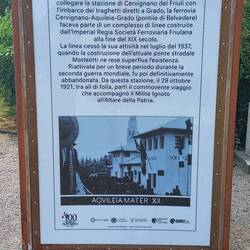 collegare la stazione di Cervignano del Friuli con
l'imbarco dei traghetti diretti a Grado, la ferrovia
Cervignano-Aquileia-Grado (pontile di Belvedere)
faceva parte di un complesso di linee costruite
dall'Imperial Regia Società Ferroviaria Friulana
alla fine del XIX secolo.
La linea cessò la sua attività nel luglio del 1937,
quando la costruzione dell'attuale ponte stradale
Matteotti ne rese superflua l'esistenza.
Riattivata per un breve periodo durante la
seconda guerra mondiale, fu poi definitivamente
abbandonata. Da questa stazione, il 29 ottobre
1921, tra ali di folla, partì il commovente viaggio
che accompagnò il Milite Ignoto
all'Altare della Patria.
AQVILEIA MATER XII
100